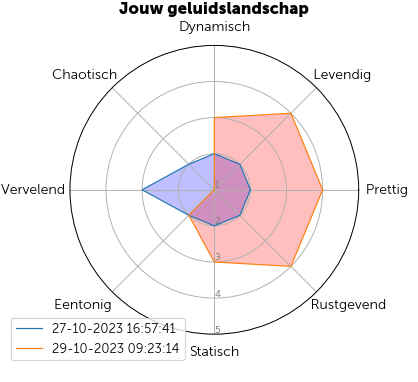 Jouw geluidslandschap
Dynamisch
Chaotisch
Levendig
Vervelend
1
Prettig
2
3
Eentonig
4
Rustgevend
5
27-10-2023 16:57:41
29-10-2023 09:23:14
Statisch